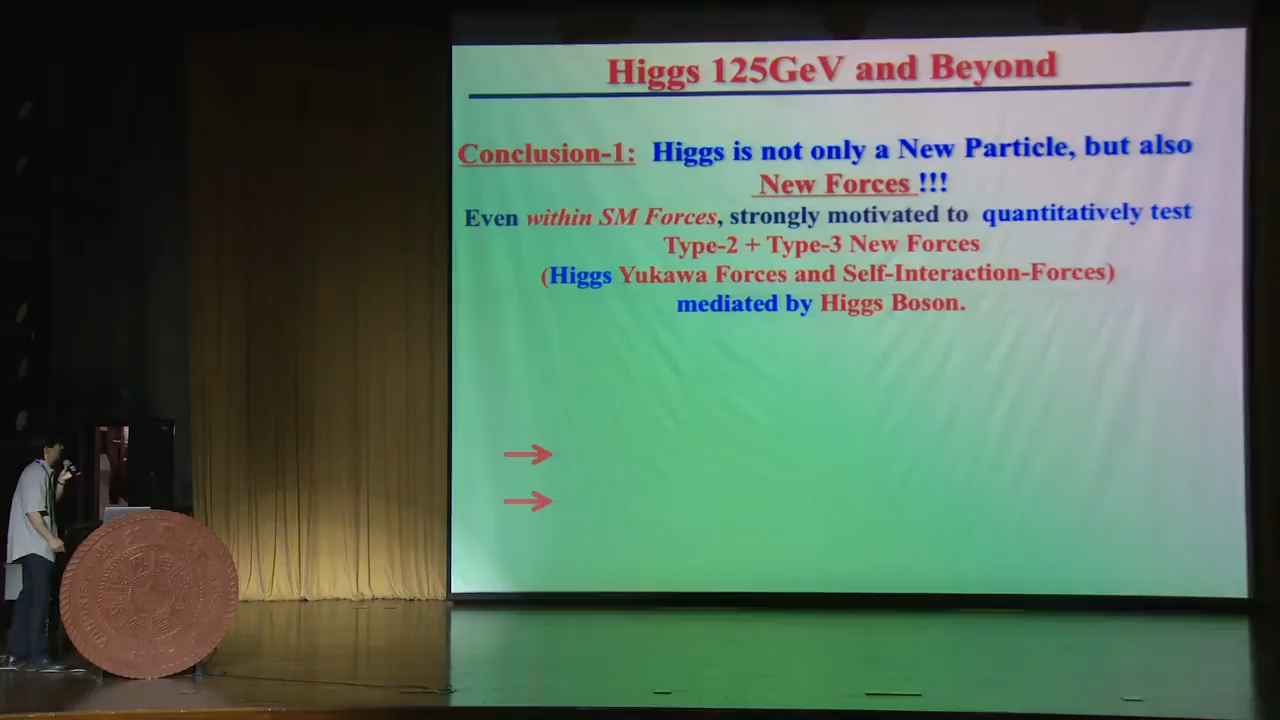 Higgs 125GeV and Beyond
Conclusion-1: Higgs is not only a New Particle, but also
New Forces !!!
Even within SM Forces, strongly motivated to quantitatively test
Type-2 + Type-3 New Forces
(Higgs Yukawa Forces and Self-Interaction-Forces)
mediated by Higgs Boson.